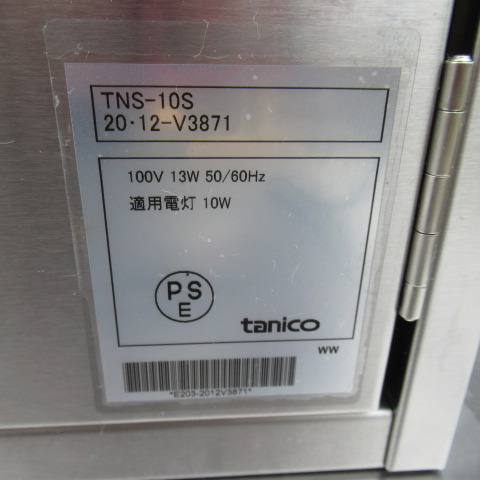 TNS-10S
20·12-V3871
100V 13W 50/60Hz
適用電灯 10W
PS
E
tanico
WW
*E203-2012V3871*